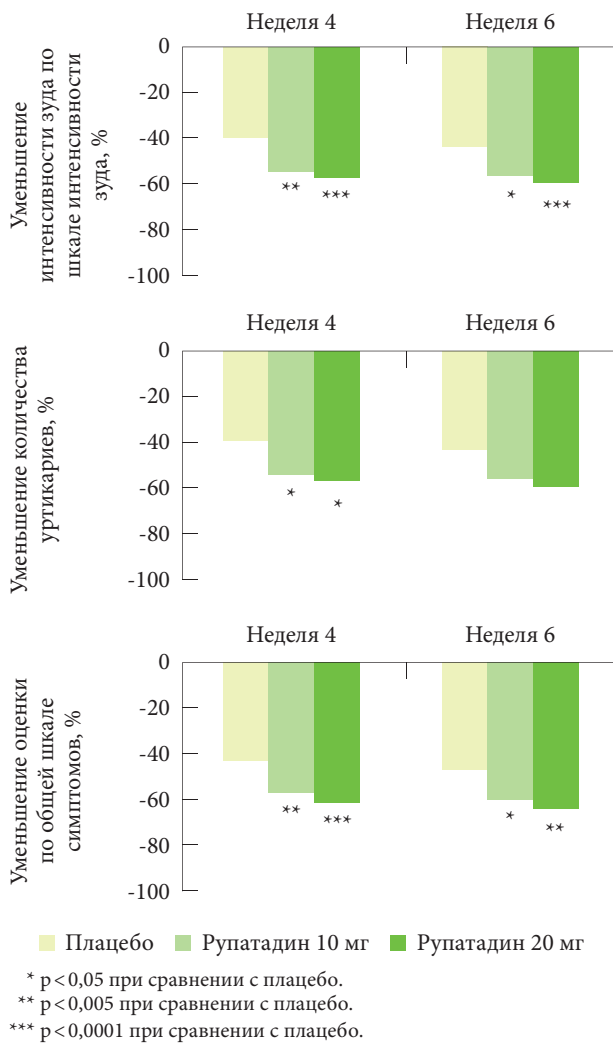 Неделя 4 Неделя 6
Уменьшение
интенсивности зуда по
шкале интенсивности
зуда, %
0
-20
-40
-60
-80
-100
** *** * ***
Неделя 4 Неделя 6
Уменьшение количества
уртикариев, %
0
-20
-40
-60
-80
-100
* *
Неделя 4 Неделя 6
Уменьшение оценки
по общей шкале
симптомов, %
0
-20
-40
-60
-80
-100
** *** * **
Плацебо Рупатадин 10 мг Рупатадин 20 мг
* p<0,05 при сравнении с плацебо.
** p<0,005 при сравнении с плацебо.
*** p<0,0001 при сравнении с плацебо.